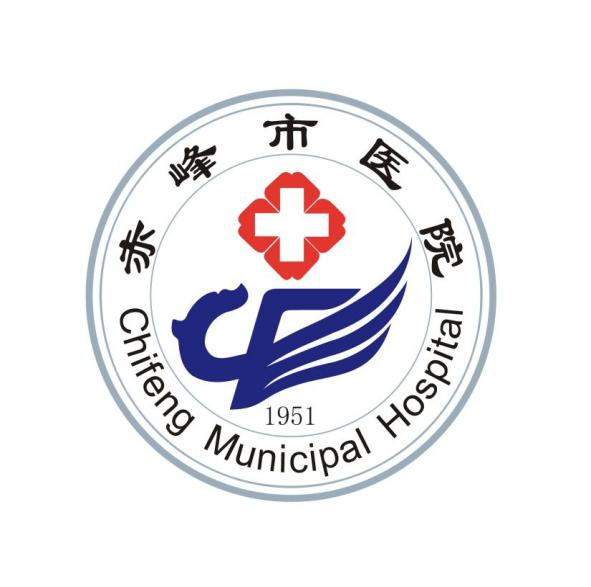 赤峰市医院
1951
Chifeng Municipal Hospital